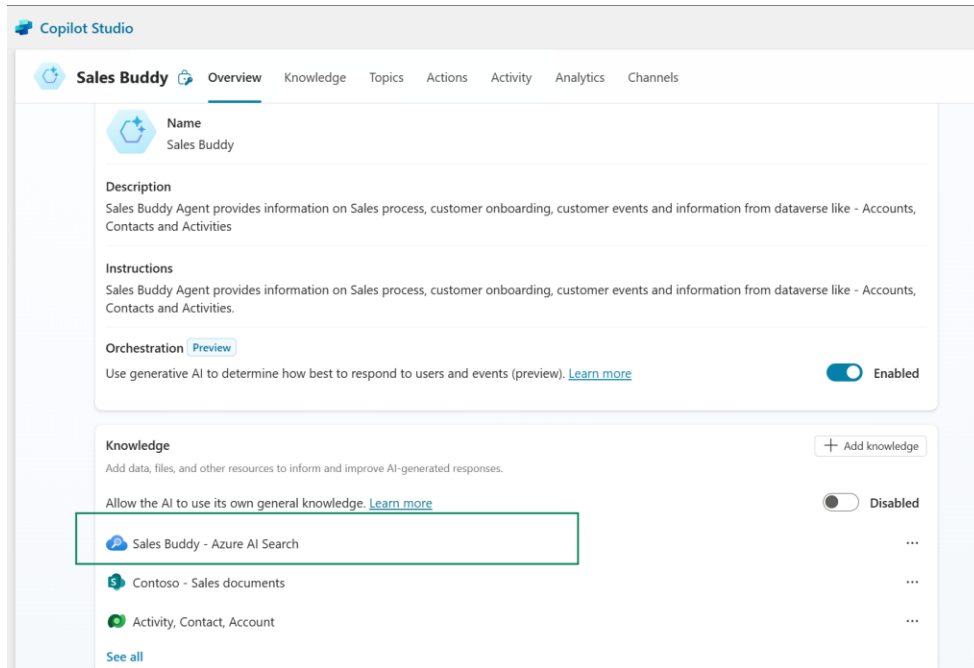 Copilot Studio
Sales Buddy Overview Knowledge Topics Actions Activity Analytics Channels
Name
Sales Buddy
Description
Sales Buddy Agent provides information on Sales process, customer onboarding, customer events and information from dataverse like - Accounts,
Contacts and Activities
Instructions
Sales Buddy Agent provides information on Sales process, customer onboarding, customer events and information from dataverse like - Accounts,
Contacts and Activities.
Orchestration Preview
Use generative AI to determine how best to respond to users and events (preview). Learn more Enabled
Knowledge + Add knowledge
Add data, files, and other resources to inform and improve AI-generated responses.
Allow the AI to use its own general knowledge. Learn more Disabled
Sales Buddy - Azure AI Search ...
Contoso - Sales documents ...
Activity, Contact, Account ...
See all